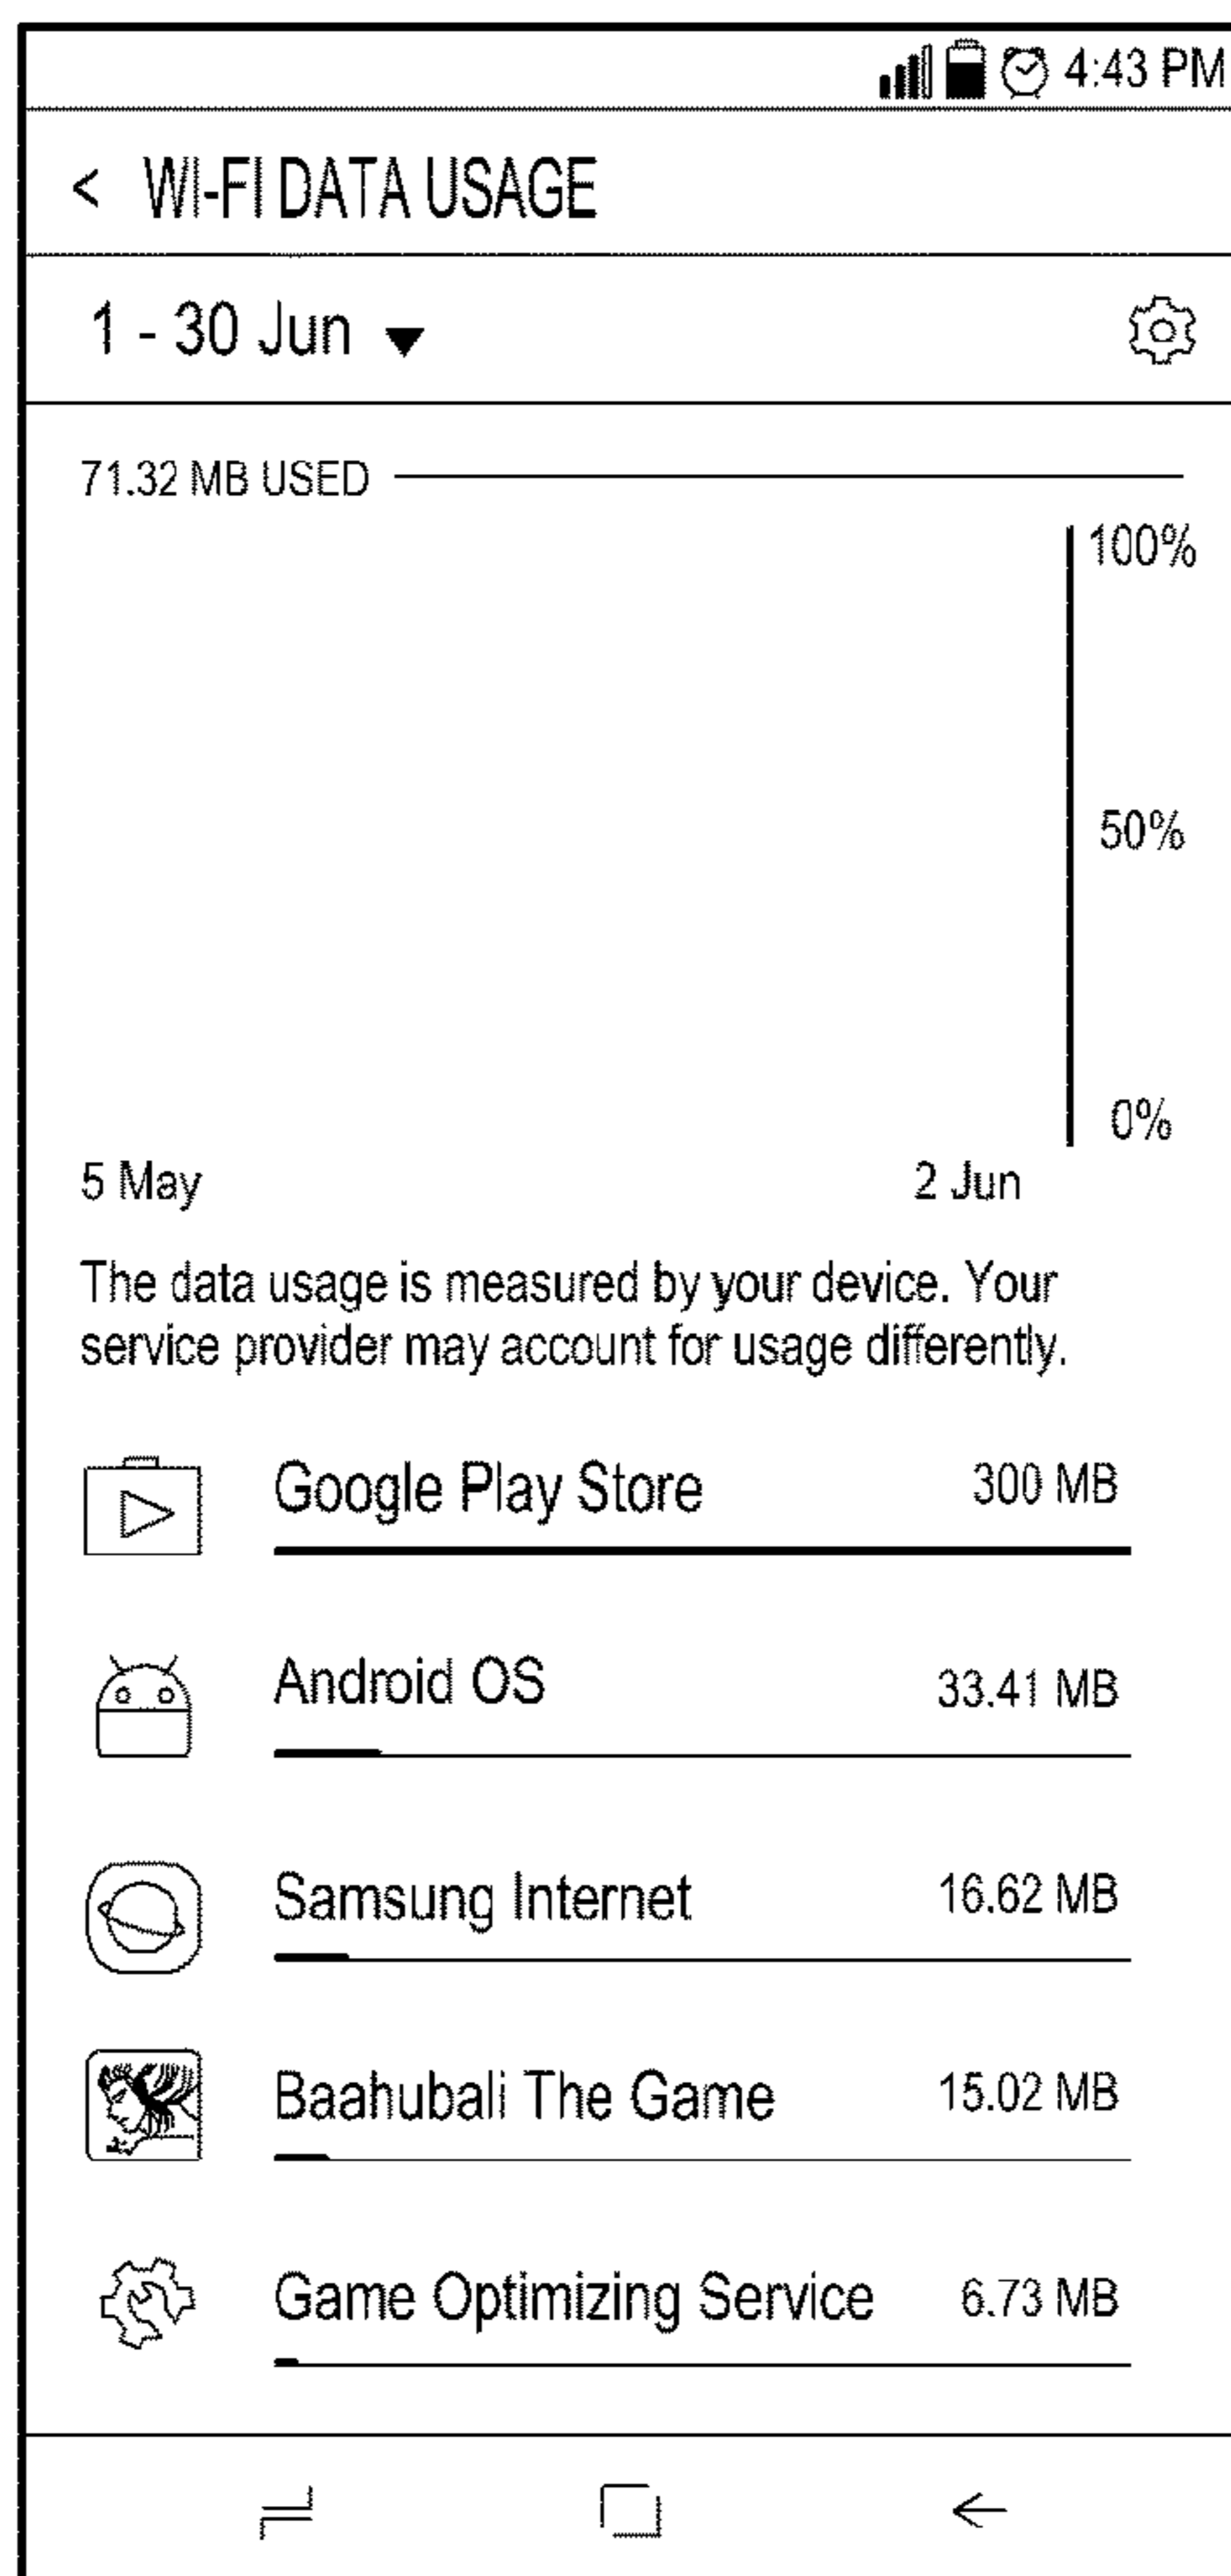 4:43 PM
< WI-FI DATA USAGE
1 - 30 Jun
71.32 MB USED
100%
50%
0%
5 May 2 Jun
The data usage is measured by your device. Your
service provider may account for usage differently.
Google Play Store 300 MB
Android OS 33.41 MB
Samsung Internet 16.62 MB
Baahubali The Game 15.02 MB
Game Optimizing Service 6.73 MB